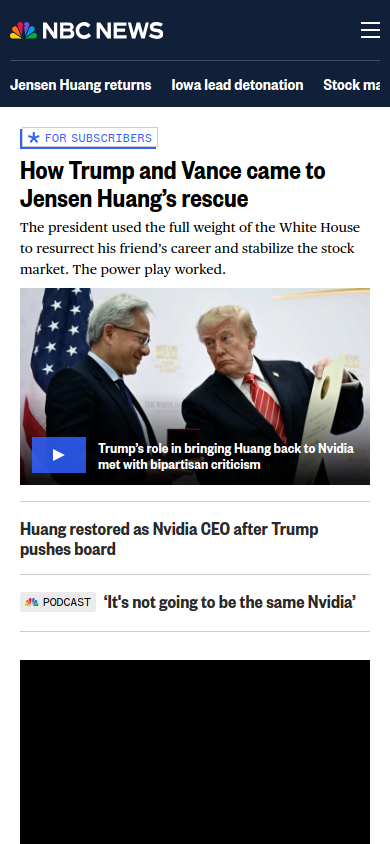 NBC NEWS
Jensen Huang returns
Iowa lead detonation
Stock ma
FOR SUBSCRIBERS
How Trump and Vance came to
Jensen Huang’s rescue
The president used the full weight of the White House
to resurrect his friend’s career and stabilize the stock
market. The power play worked.
Trump’s role in bringing Huang back to Nvidia
met with bipartisan criticism
Huang restored as Nvidia CEO after Trump
pushes board
PODCAST
‘It's not going to be the same Nvidia’